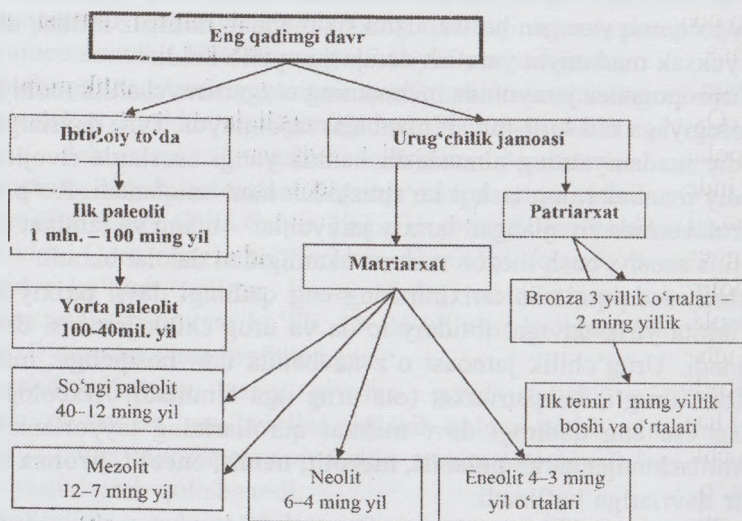 Eng qadimgi davr
Ibtidoiy to‘da
Urug‘chilik jamoasi
Ilk paleolit
1 mln. – 100 ming yil
Patriarxat
Matriarxat
O‘rta paleolit
100–40mil. yil
Bronza 3 yillik o‘rtalari
2 ming yillik
So‘ngi paleolit
40–12 ming yil
Ilk temir 1 ming yillik
boshi va o‘rtalari
Mezolit
12–7 ming yil
Neolit
6–4 ming yil
Eneolit 4–3 ming
yil o‘rtalari